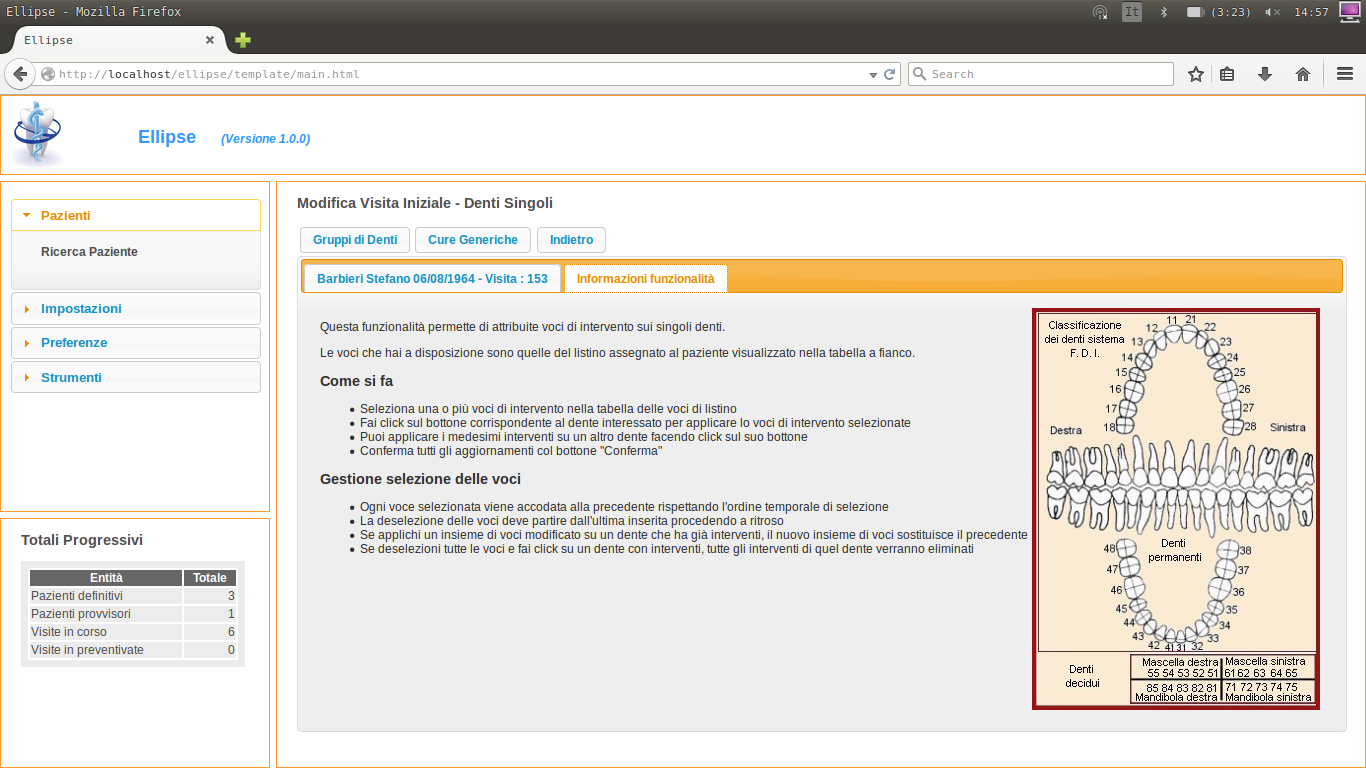 Ellipse - Mozilla Firefox
It
(3:23)
14:57
Ellipse
http://localhost/ellipse/template/main.html
Search
Ellipse
(Versione 1.0.0)
Pazienti
Ricerca Paziente
Impostazioni
Preferenze
Strumenti
Totali Progressivi
Entità Totale
Pazienti definitivi 3
Pazienti provvisori 1
Visite in corso 6
Visite in preventivate 0
Modifica Visita Iniziale - Denti Singoli
Gruppi di Denti
Cure Generiche
Indietro
Barbieri Stefano 06/08/1964 - Visita : 153
Informazioni funzionalità
Questa funzionalità permette di attribuite voci di intervento sui singoli denti.
Le voci che hai a disposizione sono quelle del listino assegnato al paziente visualizzato nella tabella a fianco.
Come si fa
Seleziona una o più voci di intervento nella tabella delle voci di listino
Fai click sul bottone corrispondente al dente interessato per applicare lo voci di intervento selezionate
Puoi applicare i medesimi interventi su un altro dente facendo click sul suo bottone
Conferma tutti gli aggiornamenti col bottone "Conferma"
Gestione selezione delle voci
Ogni voce selezionata viene accodata alla precedente rispettando l'ordine temporale di selezione
La deselezione delle voci deve partire dall'ultima inserita procedendo a ritroso
Se applichi un insieme di voci modificato su un dente che ha già interventi, il nuovo insieme di voci sostituisce il precedente
Se deselezioni tutte le voci e fai click su un dente con interventi, tutte gli interventi di quel dente verranno eliminati
Classificazione
dei denti sistema
F. D. I.
11 21
12 22
13 23
14 24
15 25
16 26
17 27
18 28
Destra Sinistra
Denti
permanenti
48 38
47 37
46 36
45 35
44 34
43 33
42 41 31 32
Denti
decidui
Mascella destra Mascella sinistra
55 54 53 52 51 61 62 63 64 65
85 84 83 82 81 71 72 73 74 75
Mandibola destra Mandibola sinistra